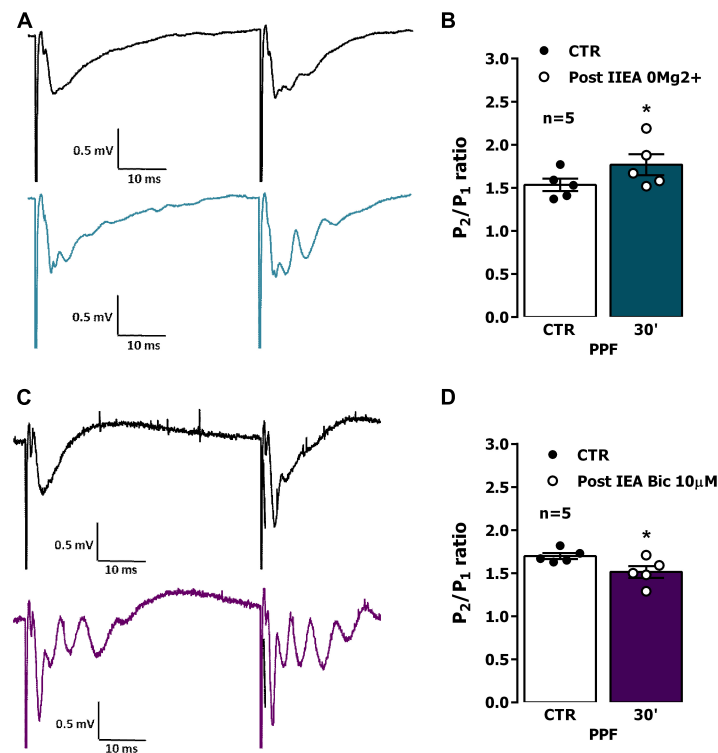 A
0.5 mV
10 ms
0.5 mV
10 ms
B
CTR
Post IIEA 0Mg2+
n=5
*
P2/P1 ratio
3.0
2.5
2.0
1.5
1.0
0.5
0.0
CTR
30'
PPF
C
0.5 mV
10 ms
0.5 mV
10 ms
D
CTR
Post IEA Bic 10µM
n=5
*
P2/P1 ratio
3.0
2.5
2.0
1.5
1.0
0.5
0.0
CTR
30'
PPF